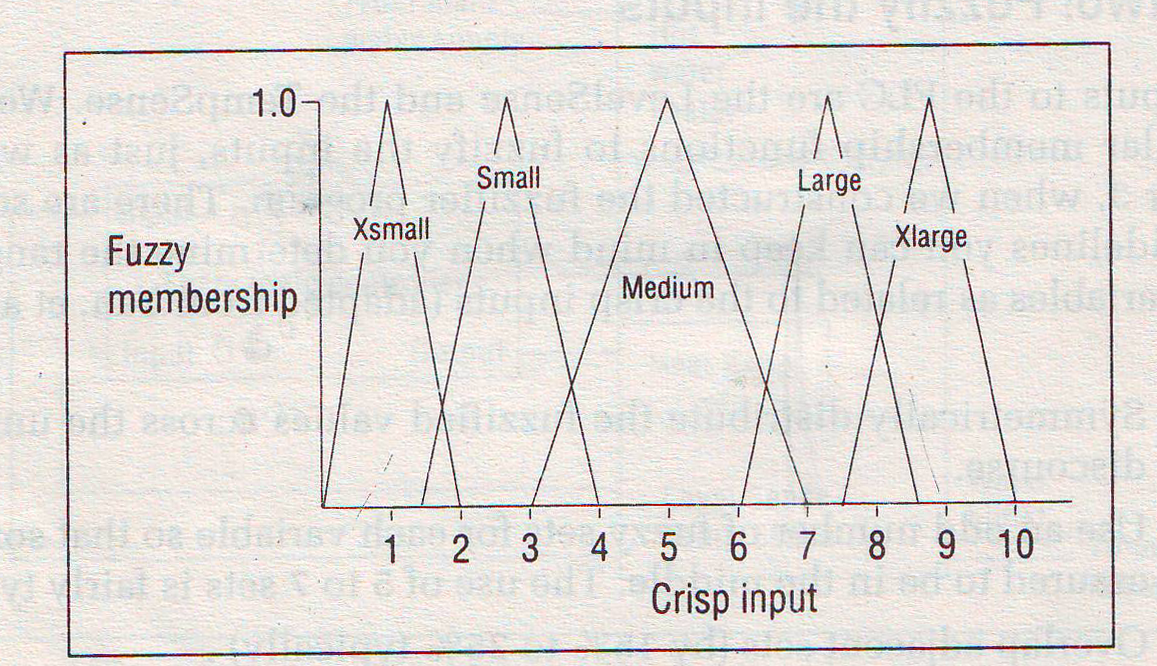 1.0
Small
Large
Xsmall
Xlarge
Fuzzy
membership
Medium
1 2 3 4 5 6 7 8 9 10
Crisp input